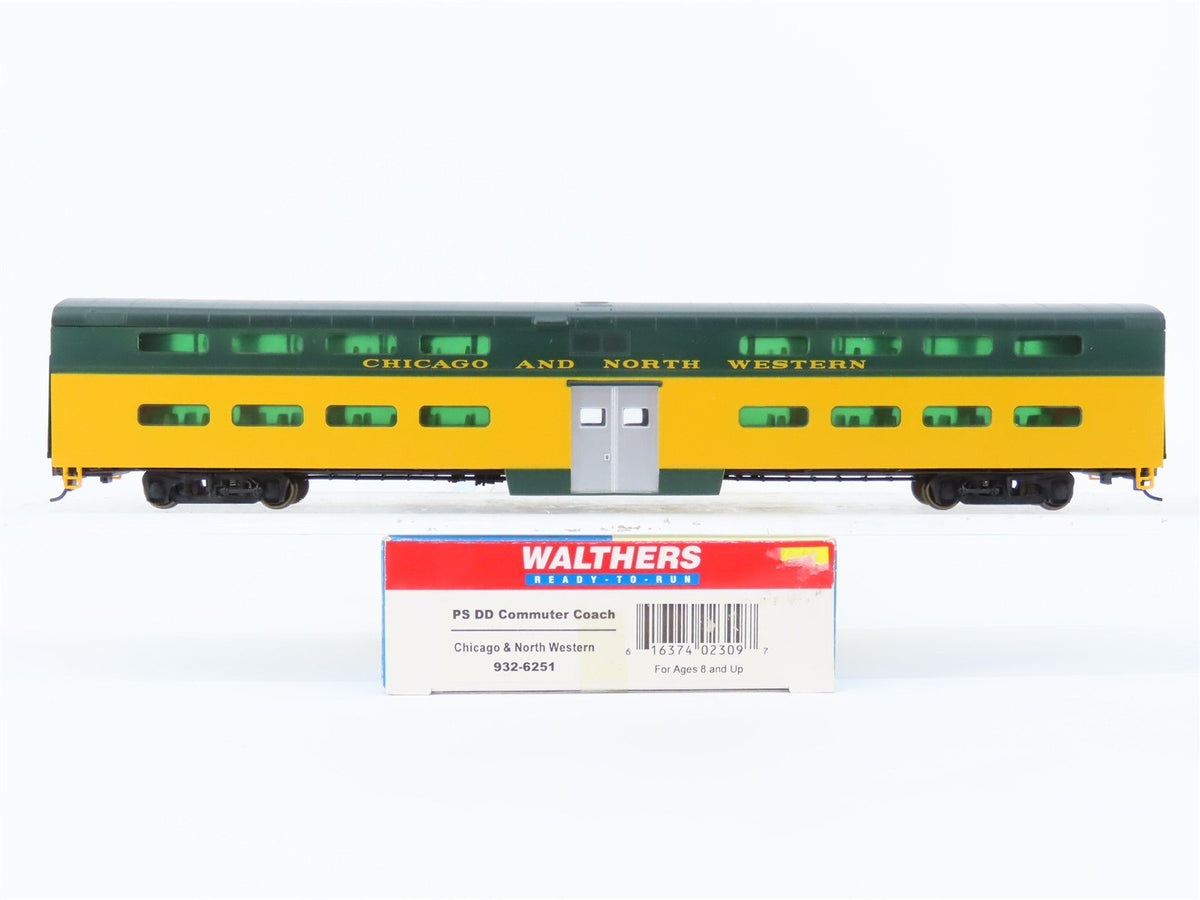 CHICAGO AND NORTH WESTERN
WALTHERS
READY-TO-RUN
PS DD Commuter Coach
Chicago & North Western
932-6251
6 16374 02309 7
For Ages 8 and Up